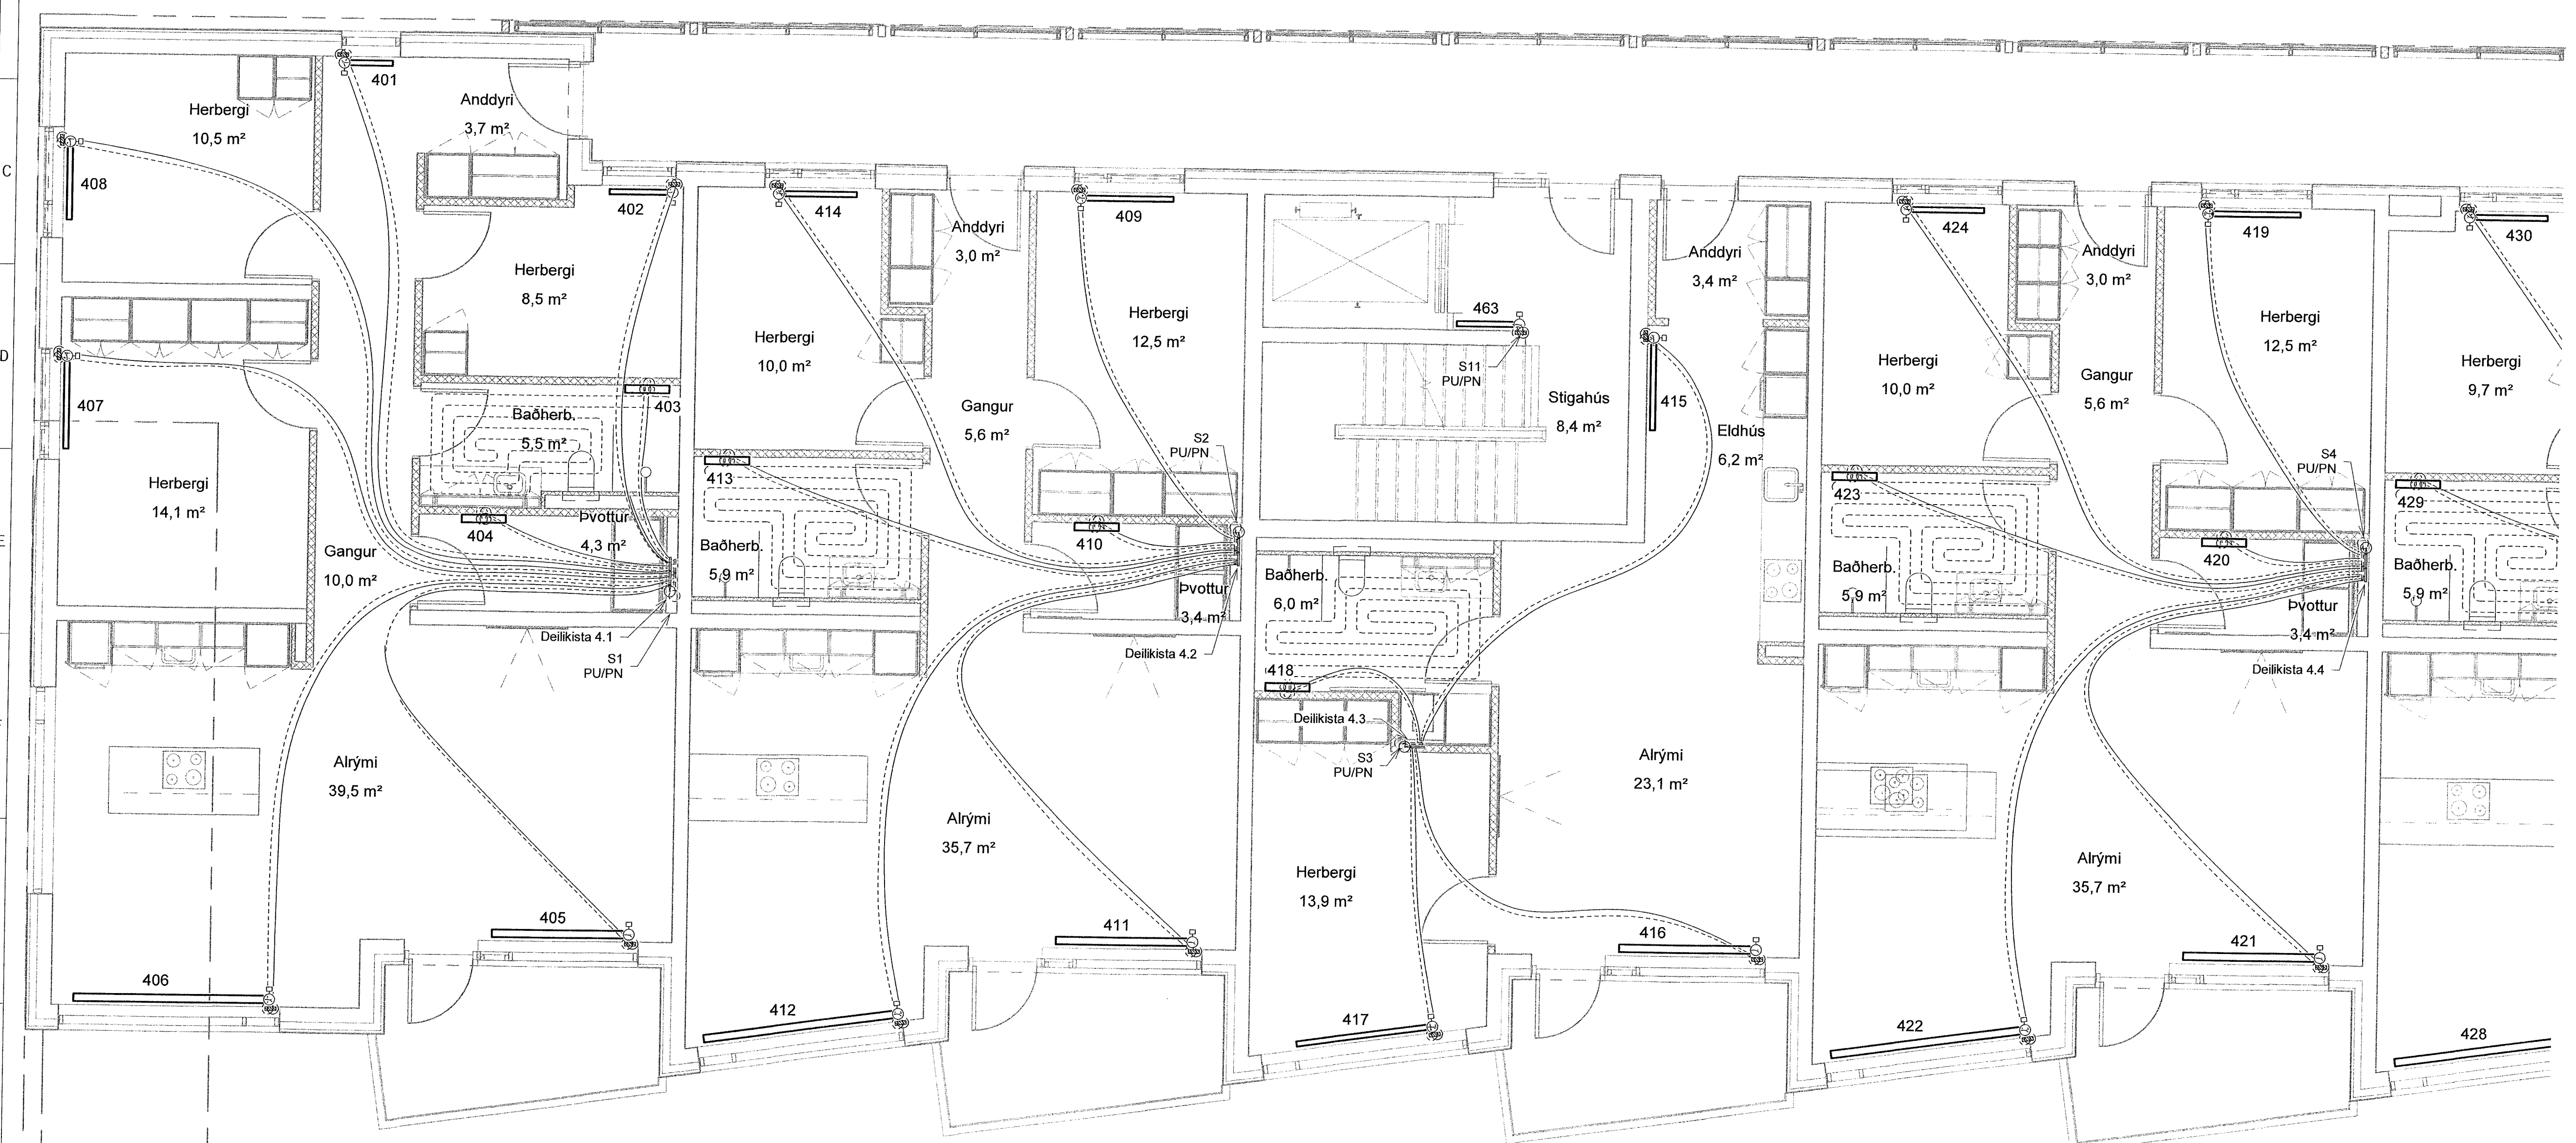 401
Herbergi
10,5 m²
Anddyri
3,7 m²
408
402
Herbergi
8,5 m²
407
403
Baðherb.
5,5 m²
Herbergi
14,1 m²
404
Þvottur
4,3 m²
Gangur
10,0 m²
Deilikista 4.1
S1
PU/PN
Alrými
39,5 m²
405
406
414
Anddyri
3,0 m²
409
Herbergi
10,0 m²
Herbergi
12,5 m²
Gangur
5,6 m²
S2
PU/PN
413
410
Baðherb.
5,9 m²
Þvottur
3,4 m²
Deilikista 4.2
Alrými
35,7 m²
411
412
463
S11
PU/PN
Stigahús
8,4 m²
Anddyri
3,4 m²
415
Eldhús
6,2 m²
Baðherb.
6,0 m²
418
Deilikista 4.3
S3
PU/PN
Alrými
23,1 m²
Herbergi
13,9 m²
416
417
424
Anddyri
3,0 m²
419
Herbergi
10,0 m²
Herbergi
12,5 m²
Gangur
5,6 m²
S4
PU/PN
423
420
Baðherb.
5,9 m²
Þvottur
3,4 m²
Deilikista 4.4
Alrými
35,7 m²
421
422
430
Herbergi
9,7 m²
429
Baðherb.
5,9 m²
428
C
D